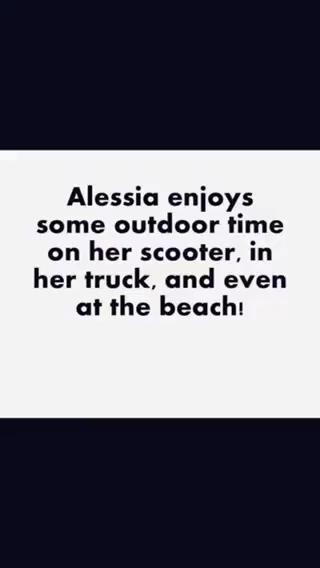 Alessia enjoys
some outdoor time
on her scooter, in
her truck, and even
at the beach!